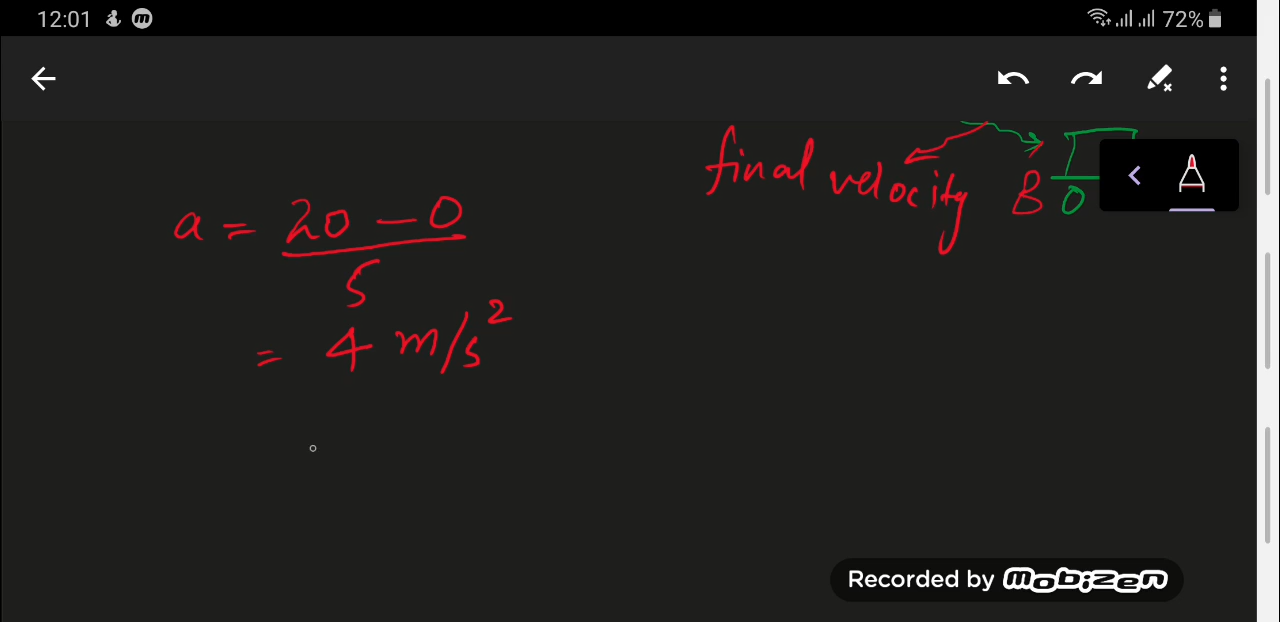 12:01 72%
final velocity B 0
a = 20 - 0
5
= 4 m/s²
Recorded by mobizen